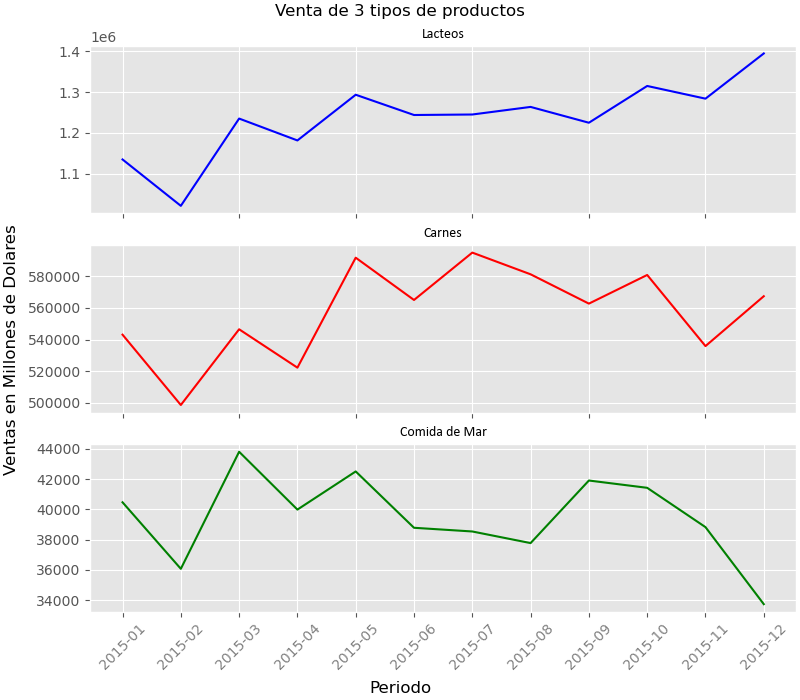 Venta de 3 tipos de productos
Lacteos
1e6
1.4
1.3
1.2
1.1
Carnes
580000
560000
540000
520000
500000
Ventas en Millones de Dolares
Comida de Mar
44000
42000
40000
38000
36000
34000
2015-01 2015-02 2015-03 2015-04 2015-05 2015-06 2015-07 2015-08 2015-09 2015-10 2015-11 2015-12
Periodo